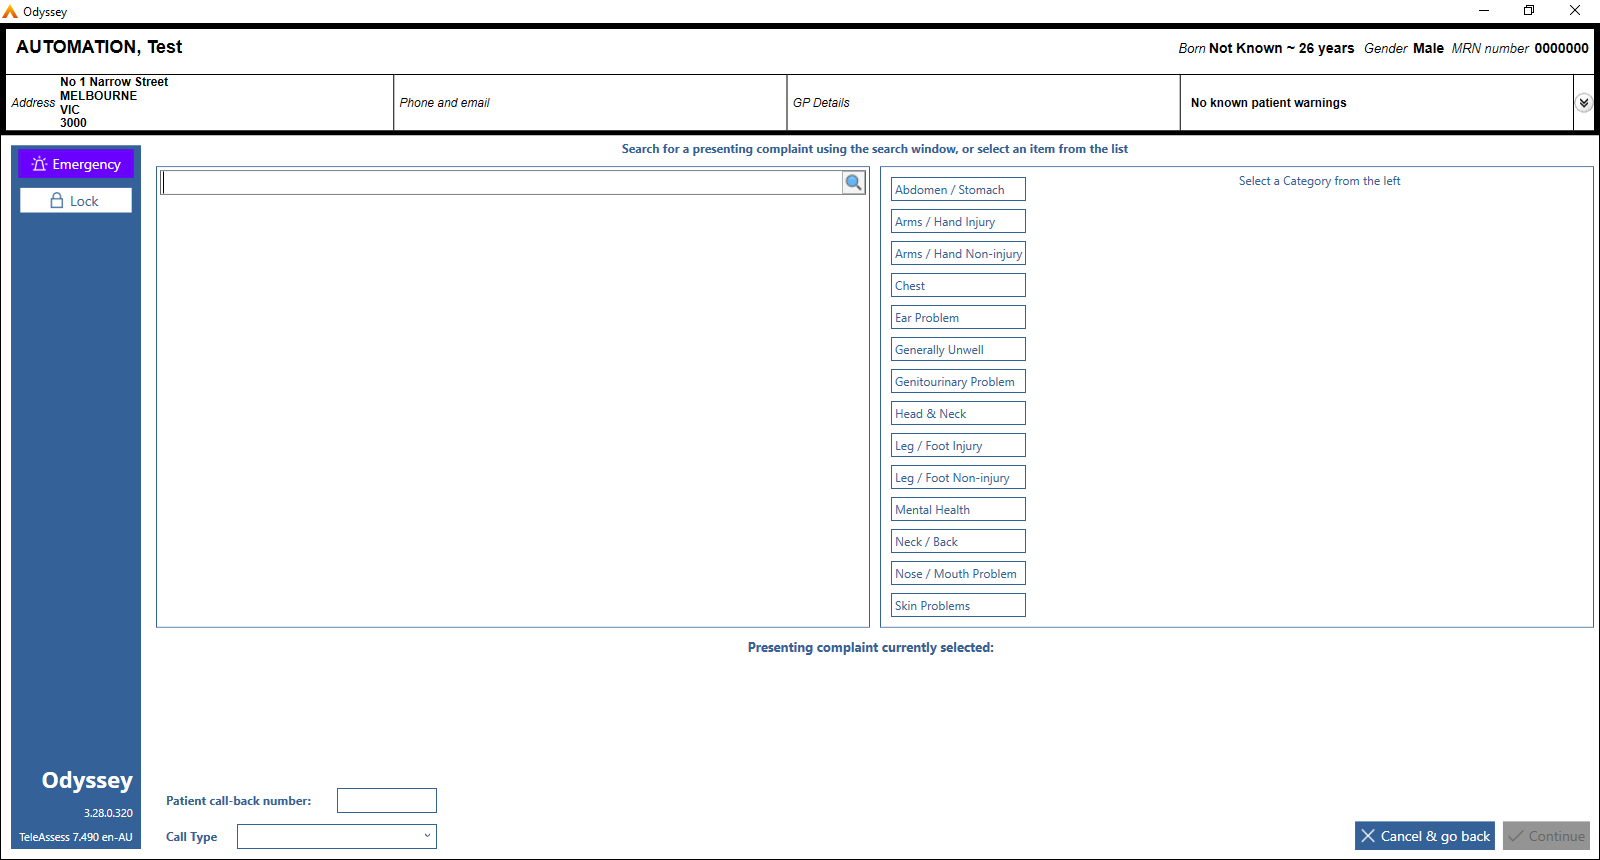 Odyssey
AUTOMATION, Test
Born Not Known ~ 26 years Gender Male MRN number 0000000
Address
No 1 Narrow Street
MELBOURNE
VIC
3000
Phone and email
GP Details
No known patient warnings
Emergency
Lock
Search for a presenting complaint using the search window, or select an item from the list
Abdomen / Stomach
Arms / Hand Injury
Arms / Hand Non-injury
Chest
Ear Problem
Generally Unwell
Genitourinary Problem
Head & Neck
Leg / Foot Injury
Leg / Foot Non-injury
Mental Health
Neck / Back
Nose / Mouth Problem
Skin Problems
Select a Category from the left
Presenting complaint currently selected:
Odyssey
3.28.0.320
TeleAssess 7.490 en-AU
Patient call-back number:
Call Type
Cancel & go back
Continue